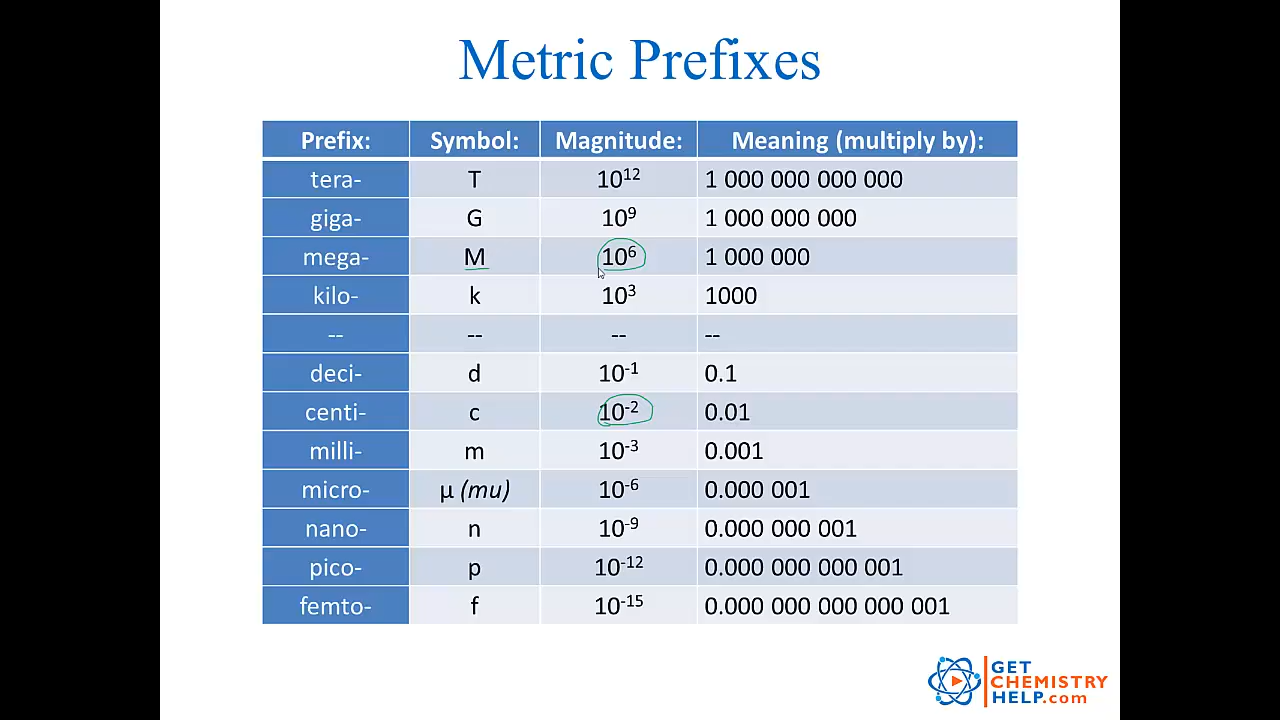 Metric Prefixes
Prefix: Symbol: Magnitude: Meaning (multiply by):
tera- T 10¹² 1 000 000 000 000
giga- G 10⁹ 1 000 000 000
mega- M 10⁶ 1 000 000
kilo- k 10³ 1000
-- -- -- --
deci- d 10⁻¹ 0.1
centi- c 10⁻² 0.01
milli- m 10⁻³ 0.001
micro- μ (mu) 10⁻⁶ 0.000 001
nano- n 10⁻⁹ 0.000 000 001
pico- p 10⁻¹² 0.000 000 000 001
femto- f 10⁻¹⁵ 0.000 000 000 000 001
GET
CHEMISTRY
HELP.com